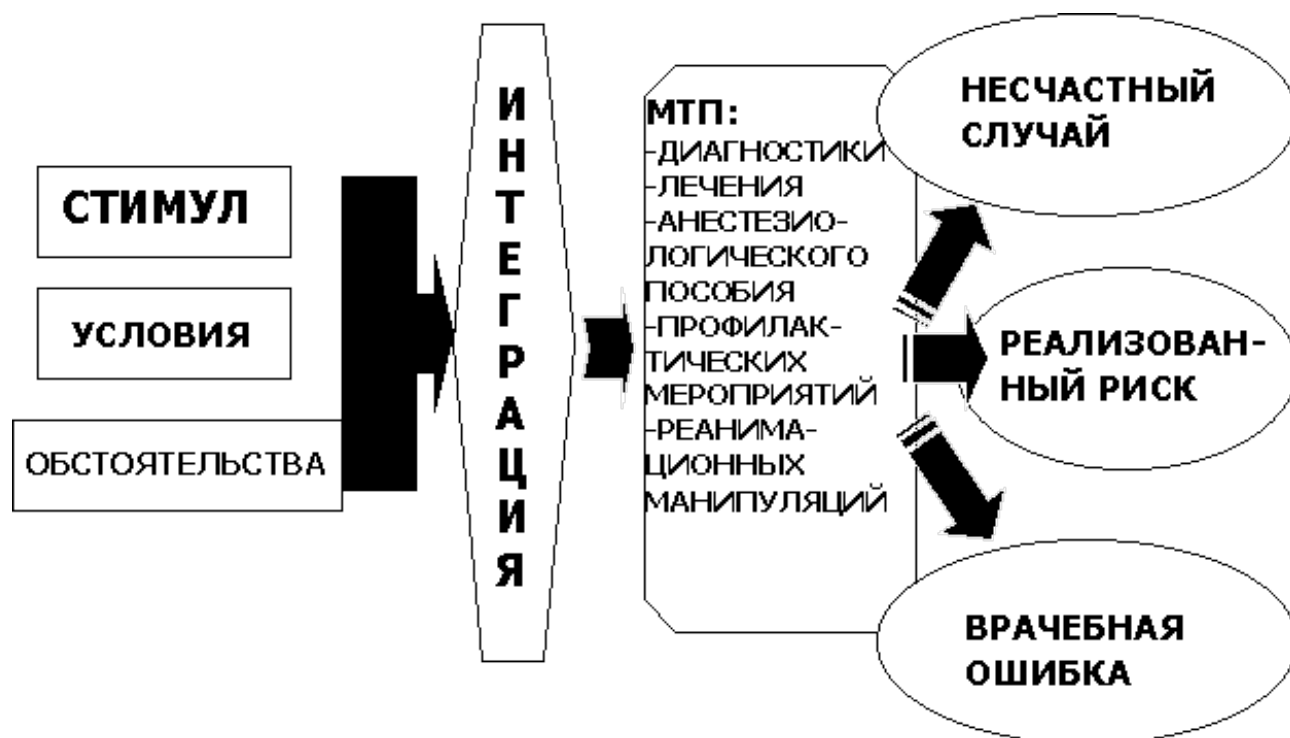 СТИМУЛ
УСЛОВИЯ
ОБСТОЯТЕЛЬСТВА
ИНТЕГРАЦИЯ
МТП:
-ДИАГНОСТИКИ
-ЛЕЧЕНИЯ
-АНЕСТЕЗИО-
ЛОГИЧЕСКОГО
ПОСОБИЯ
-ПРОФИЛАК-
ТИЧЕСКИХ
МЕРОПРИЯТИЙ
-РЕАНИМА-
ЦИОННЫХ
МАНИПУЛЯЦИЙ
НЕСЧАСТНЫЙ
СЛУЧАЙ
РЕАЛИЗОВАН-
НЫЙ РИСК
ВРАЧЕБНАЯ
ОШИБКА